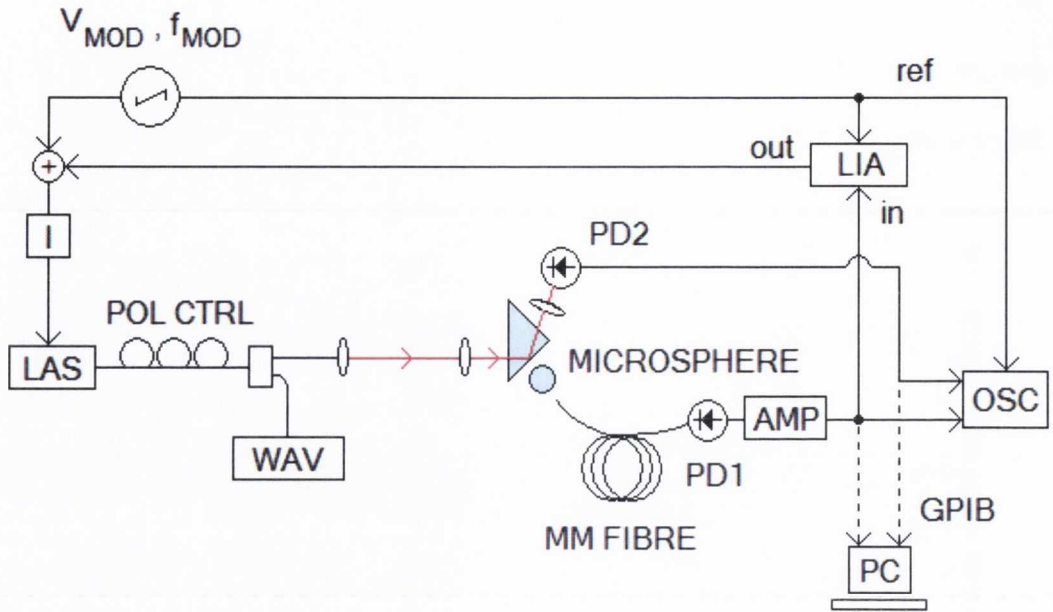 V_MOD , f_MOD
ref
out
LIA
+
in
I
PD2
POL CTRL
LAS
MICROSPHERE
OSC
AMP
WAV
PD1
GPIB
MM FIBRE
PC